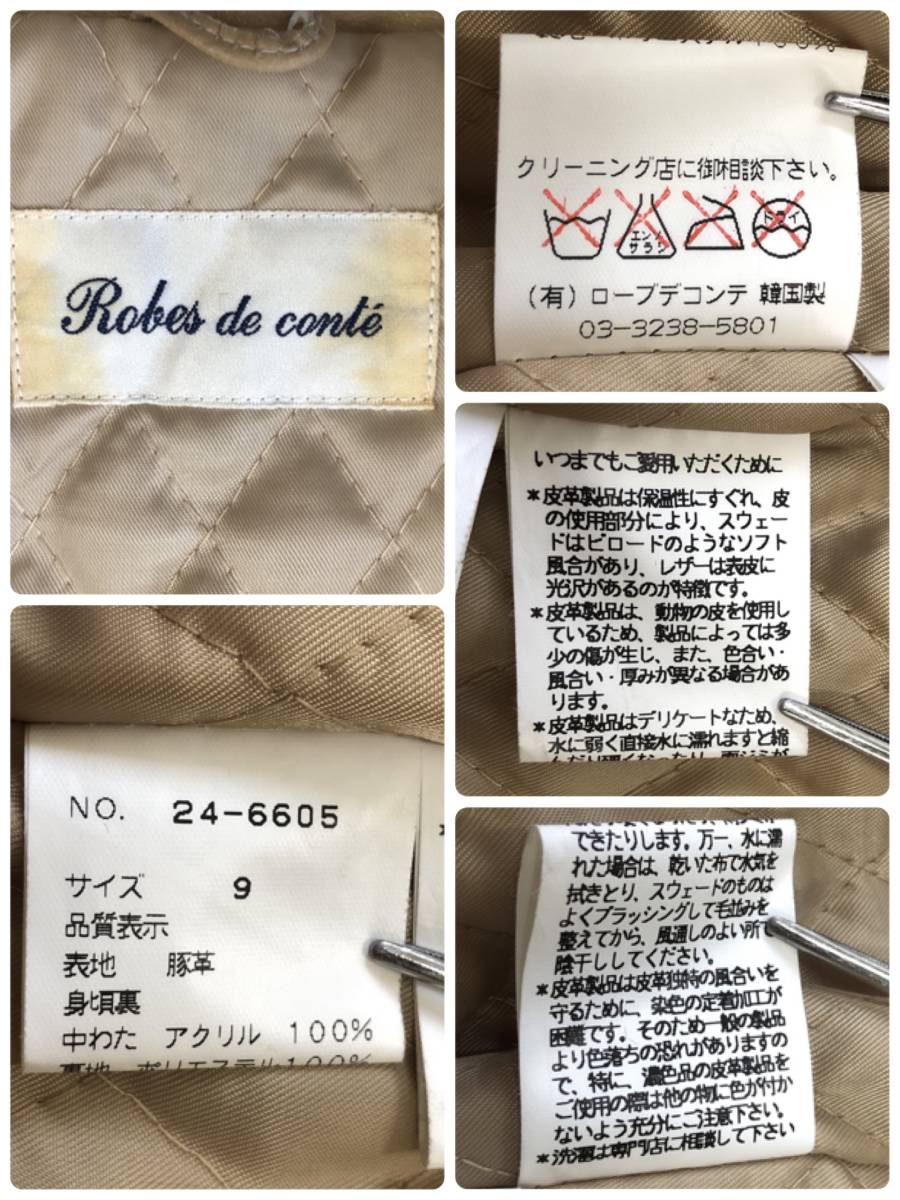 Robes de conté
クリーニング店に御相談下さい。
エンソ
サラシ
ドライ
(有) ローブデコンテ 韓国製
03-3238-5801
いつまでもご愛用いただくために
*皮革製品は保温性にすぐれ、皮
の使用部分により、スウェー
ドはビロードのようなソフト
風合があり、レザーは表皮に
光沢があるのが特徴です。
*皮革製品は、動物の皮を使用し
ているため、製品によっては多
少の傷が生じ、また、色合い・
風合い・厚みが異なる場合があ
ります。
*皮革製品はデリケートなため、
水に弱く直接水に濡れますと縮
NO. 24-6605
サイズ 9
品質表示
表地 豚革
身頃裏
中わた アクリル 100%
裏地 ポリエステル100%
できたりします。万一、水に濡
れた場合は、乾いた布で水気を
拭きとり、スウェードのものは
よくブラッシングして毛並みを
整えてから、風通しのよい所で
陰干ししてください。
*皮革製品は皮革独特の風合いを
守るために、染色の定着加工が
困難です。そのため一般の製品
より色落ちの恐れがありますの
で、特に、濃色品の皮革製品を
ご使用の際は他の物に色が付か
ないよう充分にご注意下さい。
*洗濯は専門店に相談して下さい